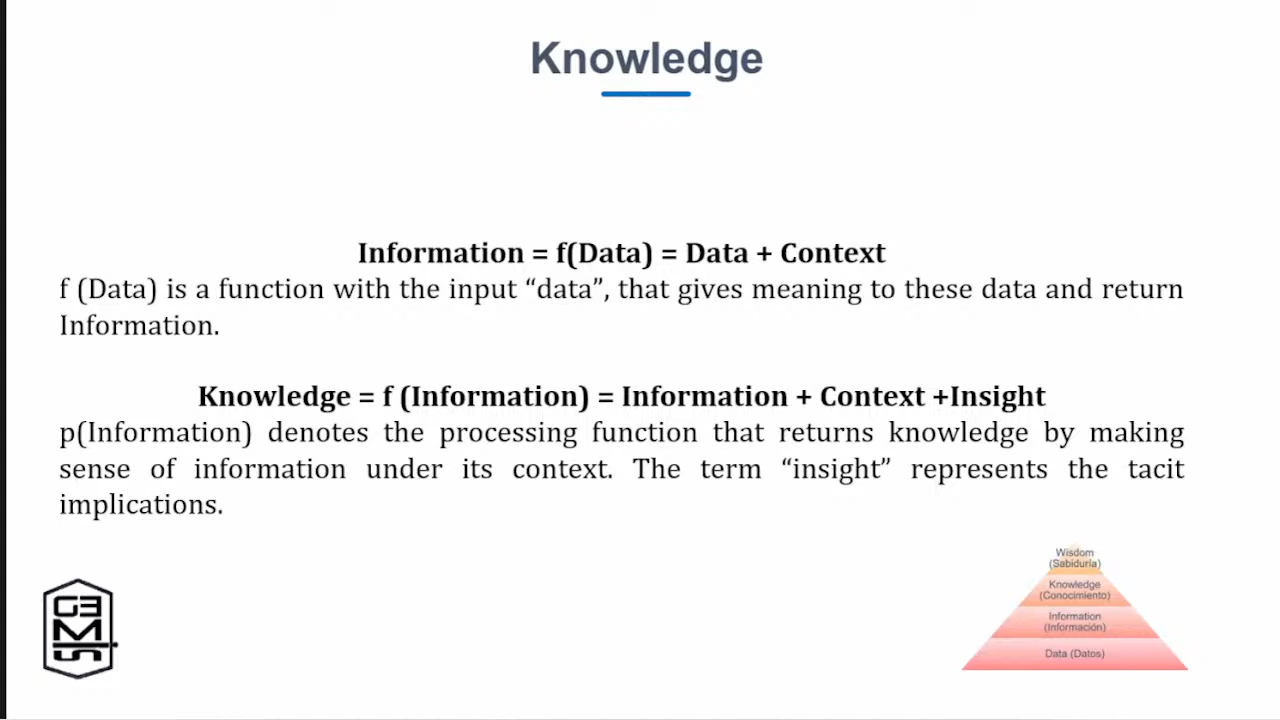 Knowledge
Information = f(Data) = Data + Context
f (Data) is a function with the input “data”, that gives meaning to these data and return
Information.
Knowledge = f (Information) = Information + Context +Insight
p(Information) denotes the processing function that returns knowledge by making
sense of information under its context. The term “insight” represents the tacit
implications.
Wisdom
(Sabiduría)
Knowledge
(Conocimiento)
Information
(Información)
Data (Datos)